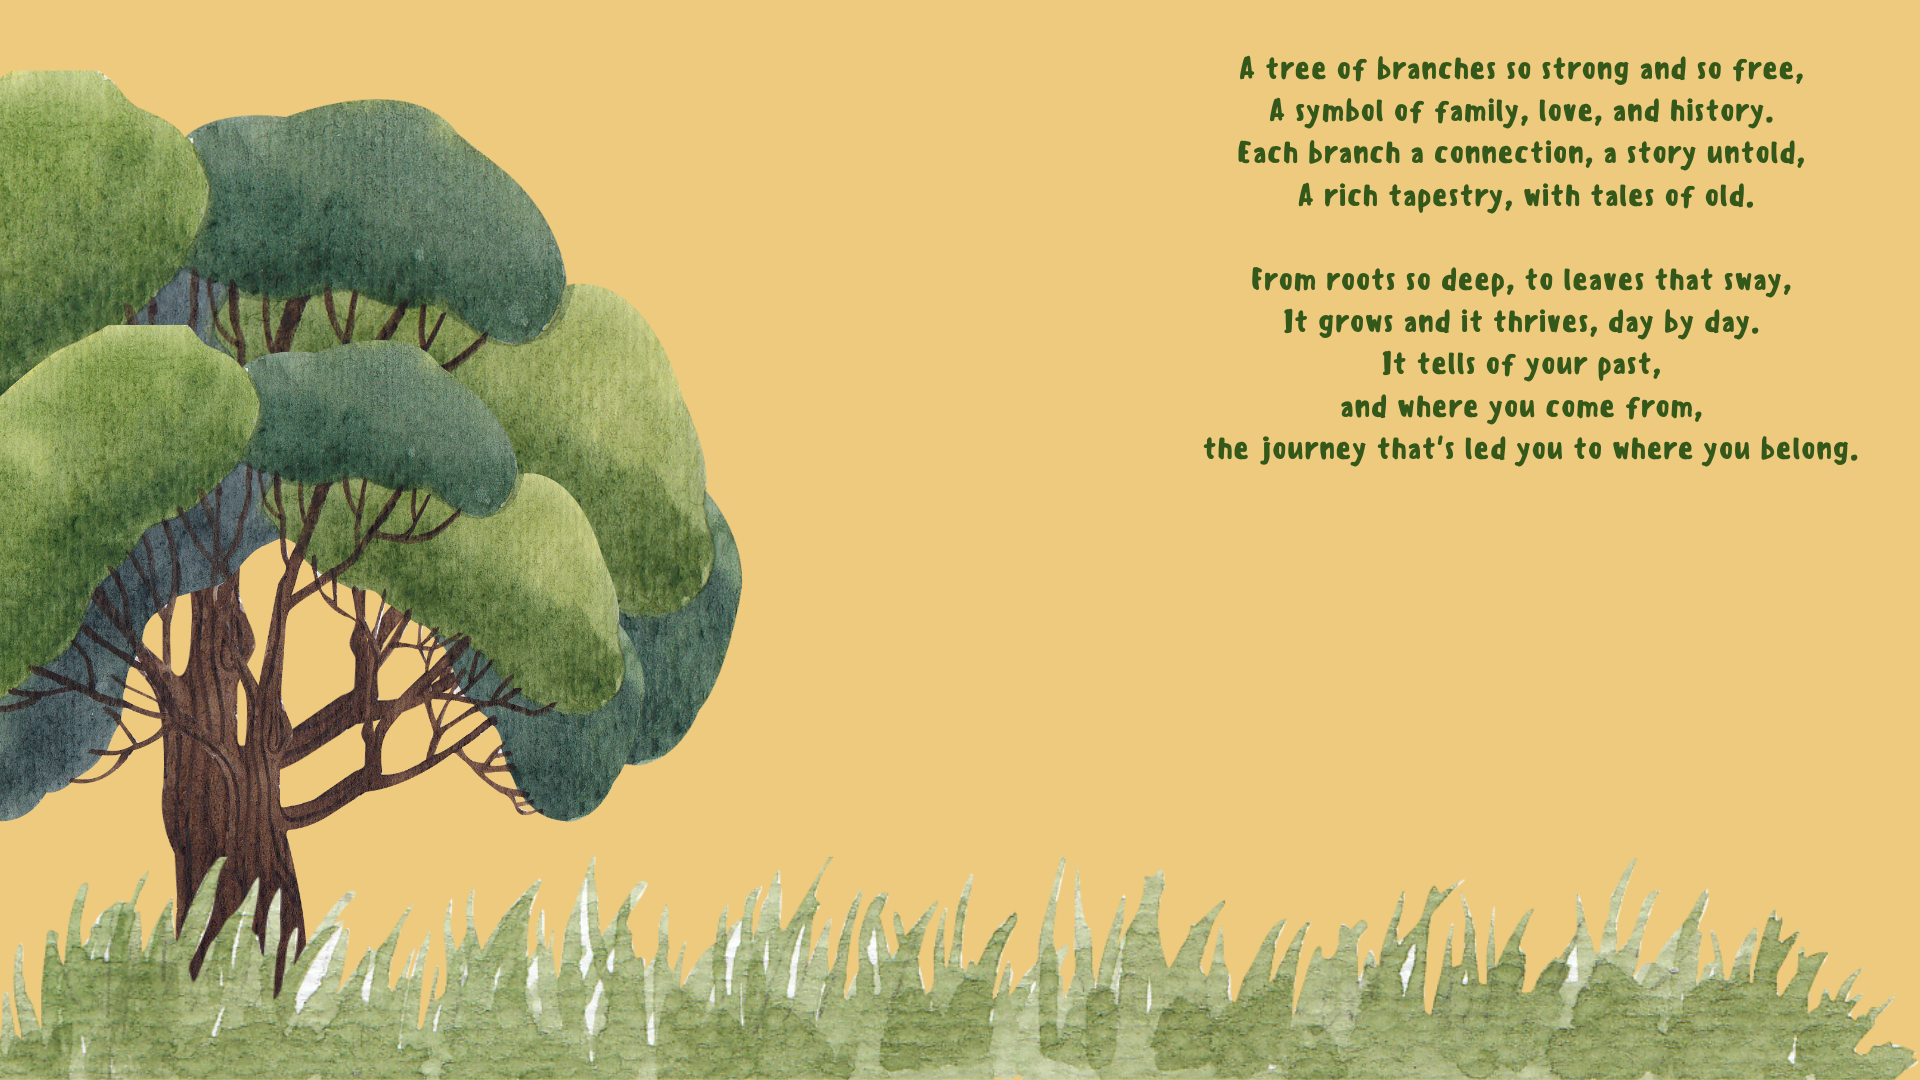 A tree of branches so strong and so free,
A symbol of family, love, and history.
Each branch a connection, a story untold,
A rich tapestry, with tales of old.
From roots so deep, to leaves that sway,
It grows and it thrives, day by day.
It tells of your past,
and where you come from,
the journey that's led you to where you belong.